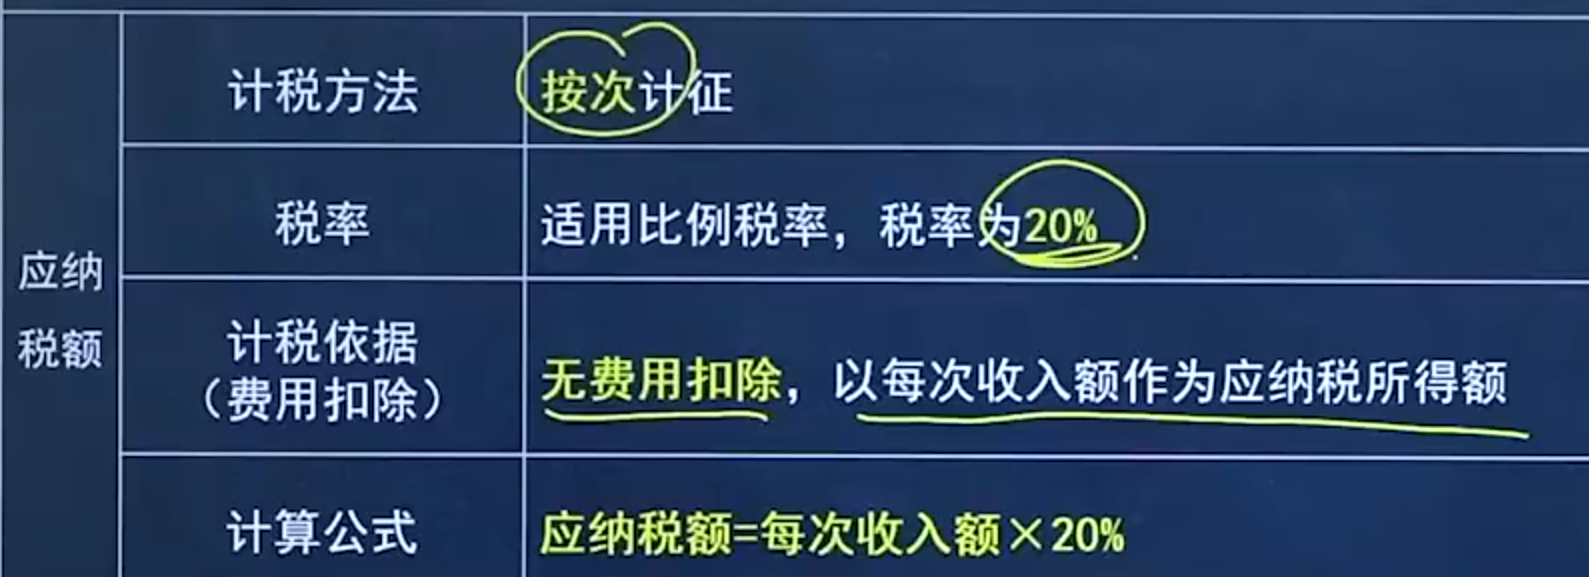 计税方法
按次计征
税率
适用比例税率，税率为20%
应纳
税额
计税依据
（费用扣除）
无费用扣除，以每次收入额作为应纳税所得额
计算公式
应纳税额=每次收入额×20%